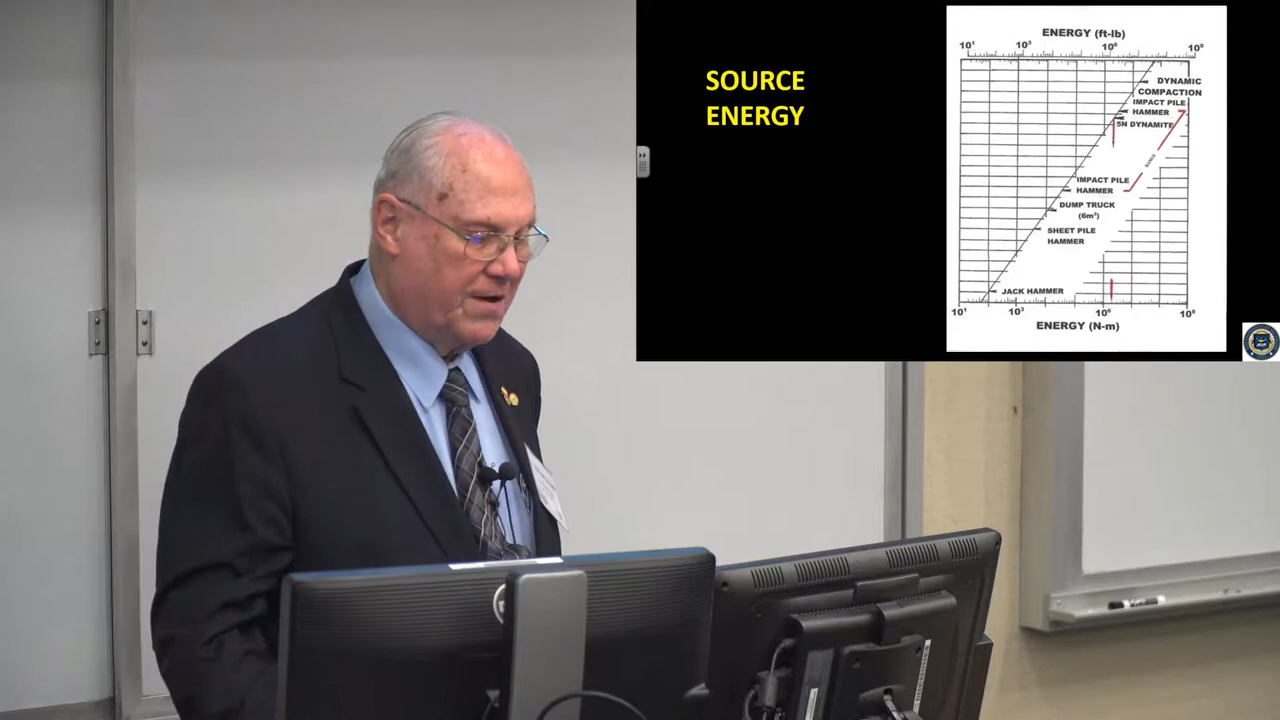 SOURCE
ENERGY
ENERGY (ft-lb)
10¹ 10³ 10⁶ 10⁹
DYNAMIC
COMPACTION
IMPACT PILE
HAMMER
5N DYNAMITE
RANGE
IMPACT PILE
HAMMER
DUMP TRUCK
(6m³)
SHEET PILE
HAMMER
JACK HAMMER
10¹ 10³ 10⁶ 10⁹
ENERGY (N-m)